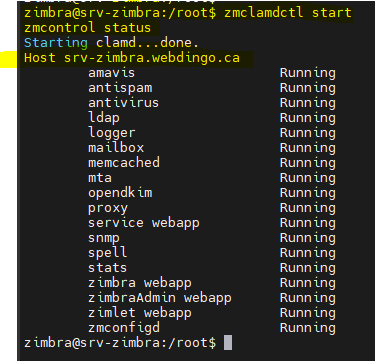 zimbra@srv-zimbra:/root$ zmclamdctl start
zmcontrol status
Starting clamd...done.
Host srv-zimbra.webdingo.ca
amavis Running
antispam Running
antivirus Running
ldap Running
logger Running
mailbox Running
memcached Running
mta Running
opendkim Running
proxy Running
service webapp Running
snmp Running
spell Running
stats Running
zimbra webapp Running
zimbraAdmin webapp Running
zimlet webapp Running
zmconfigd Running
zimbra@srv-zimbra:/root$